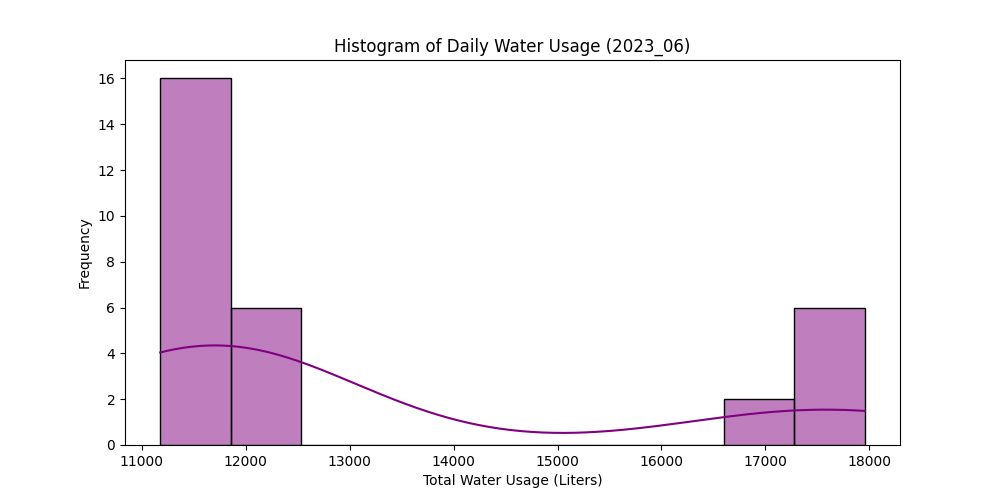 Histogram of Daily Water Usage (2023_06)
Frequency
16
14
12
10
8
6
4
2
0
11000 12000 13000 14000 15000 16000 17000 18000
Total Water Usage (Liters)